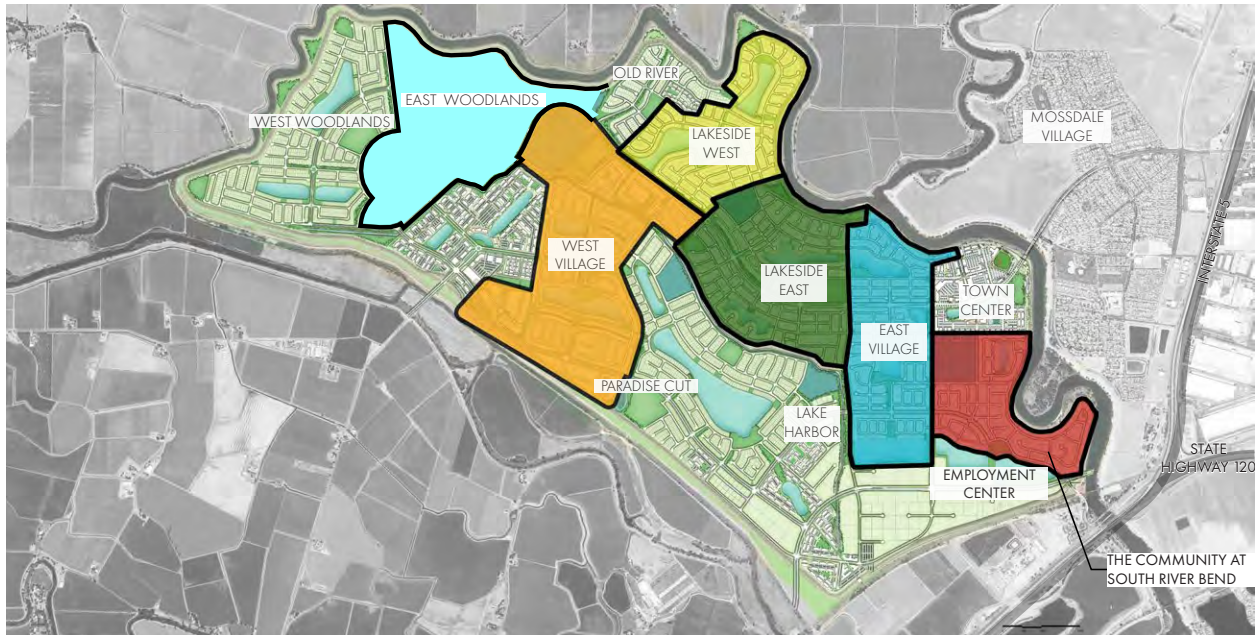 OLD RIVER
EAST WOODLANDS
WEST WOODLANDS
MOSSDALE
VILLAGE
LAKESIDE
WEST
INTERSTATE 5
WEST
VILLAGE
LAKESIDE
EAST
TOWN
CENTER
EAST
VILLAGE
PARADISE CUT
LAKE
HARBOR
STATE
HIGHWAY 120
EMPLOYMENT
CENTER
THE COMMUNITY AT
SOUTH RIVER BEND